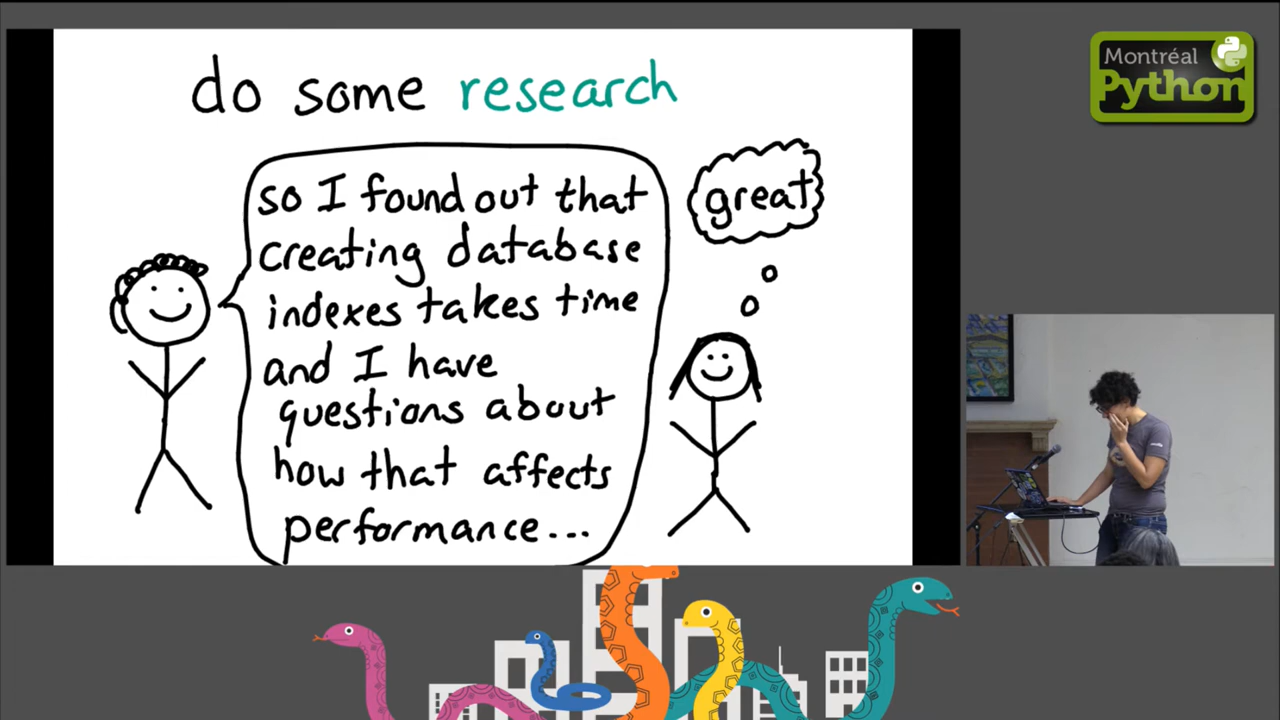 do some research
so I found out that
creating database
indexes takes time
and I have
questions about
how that affects
performance...
great
Montréal
Python